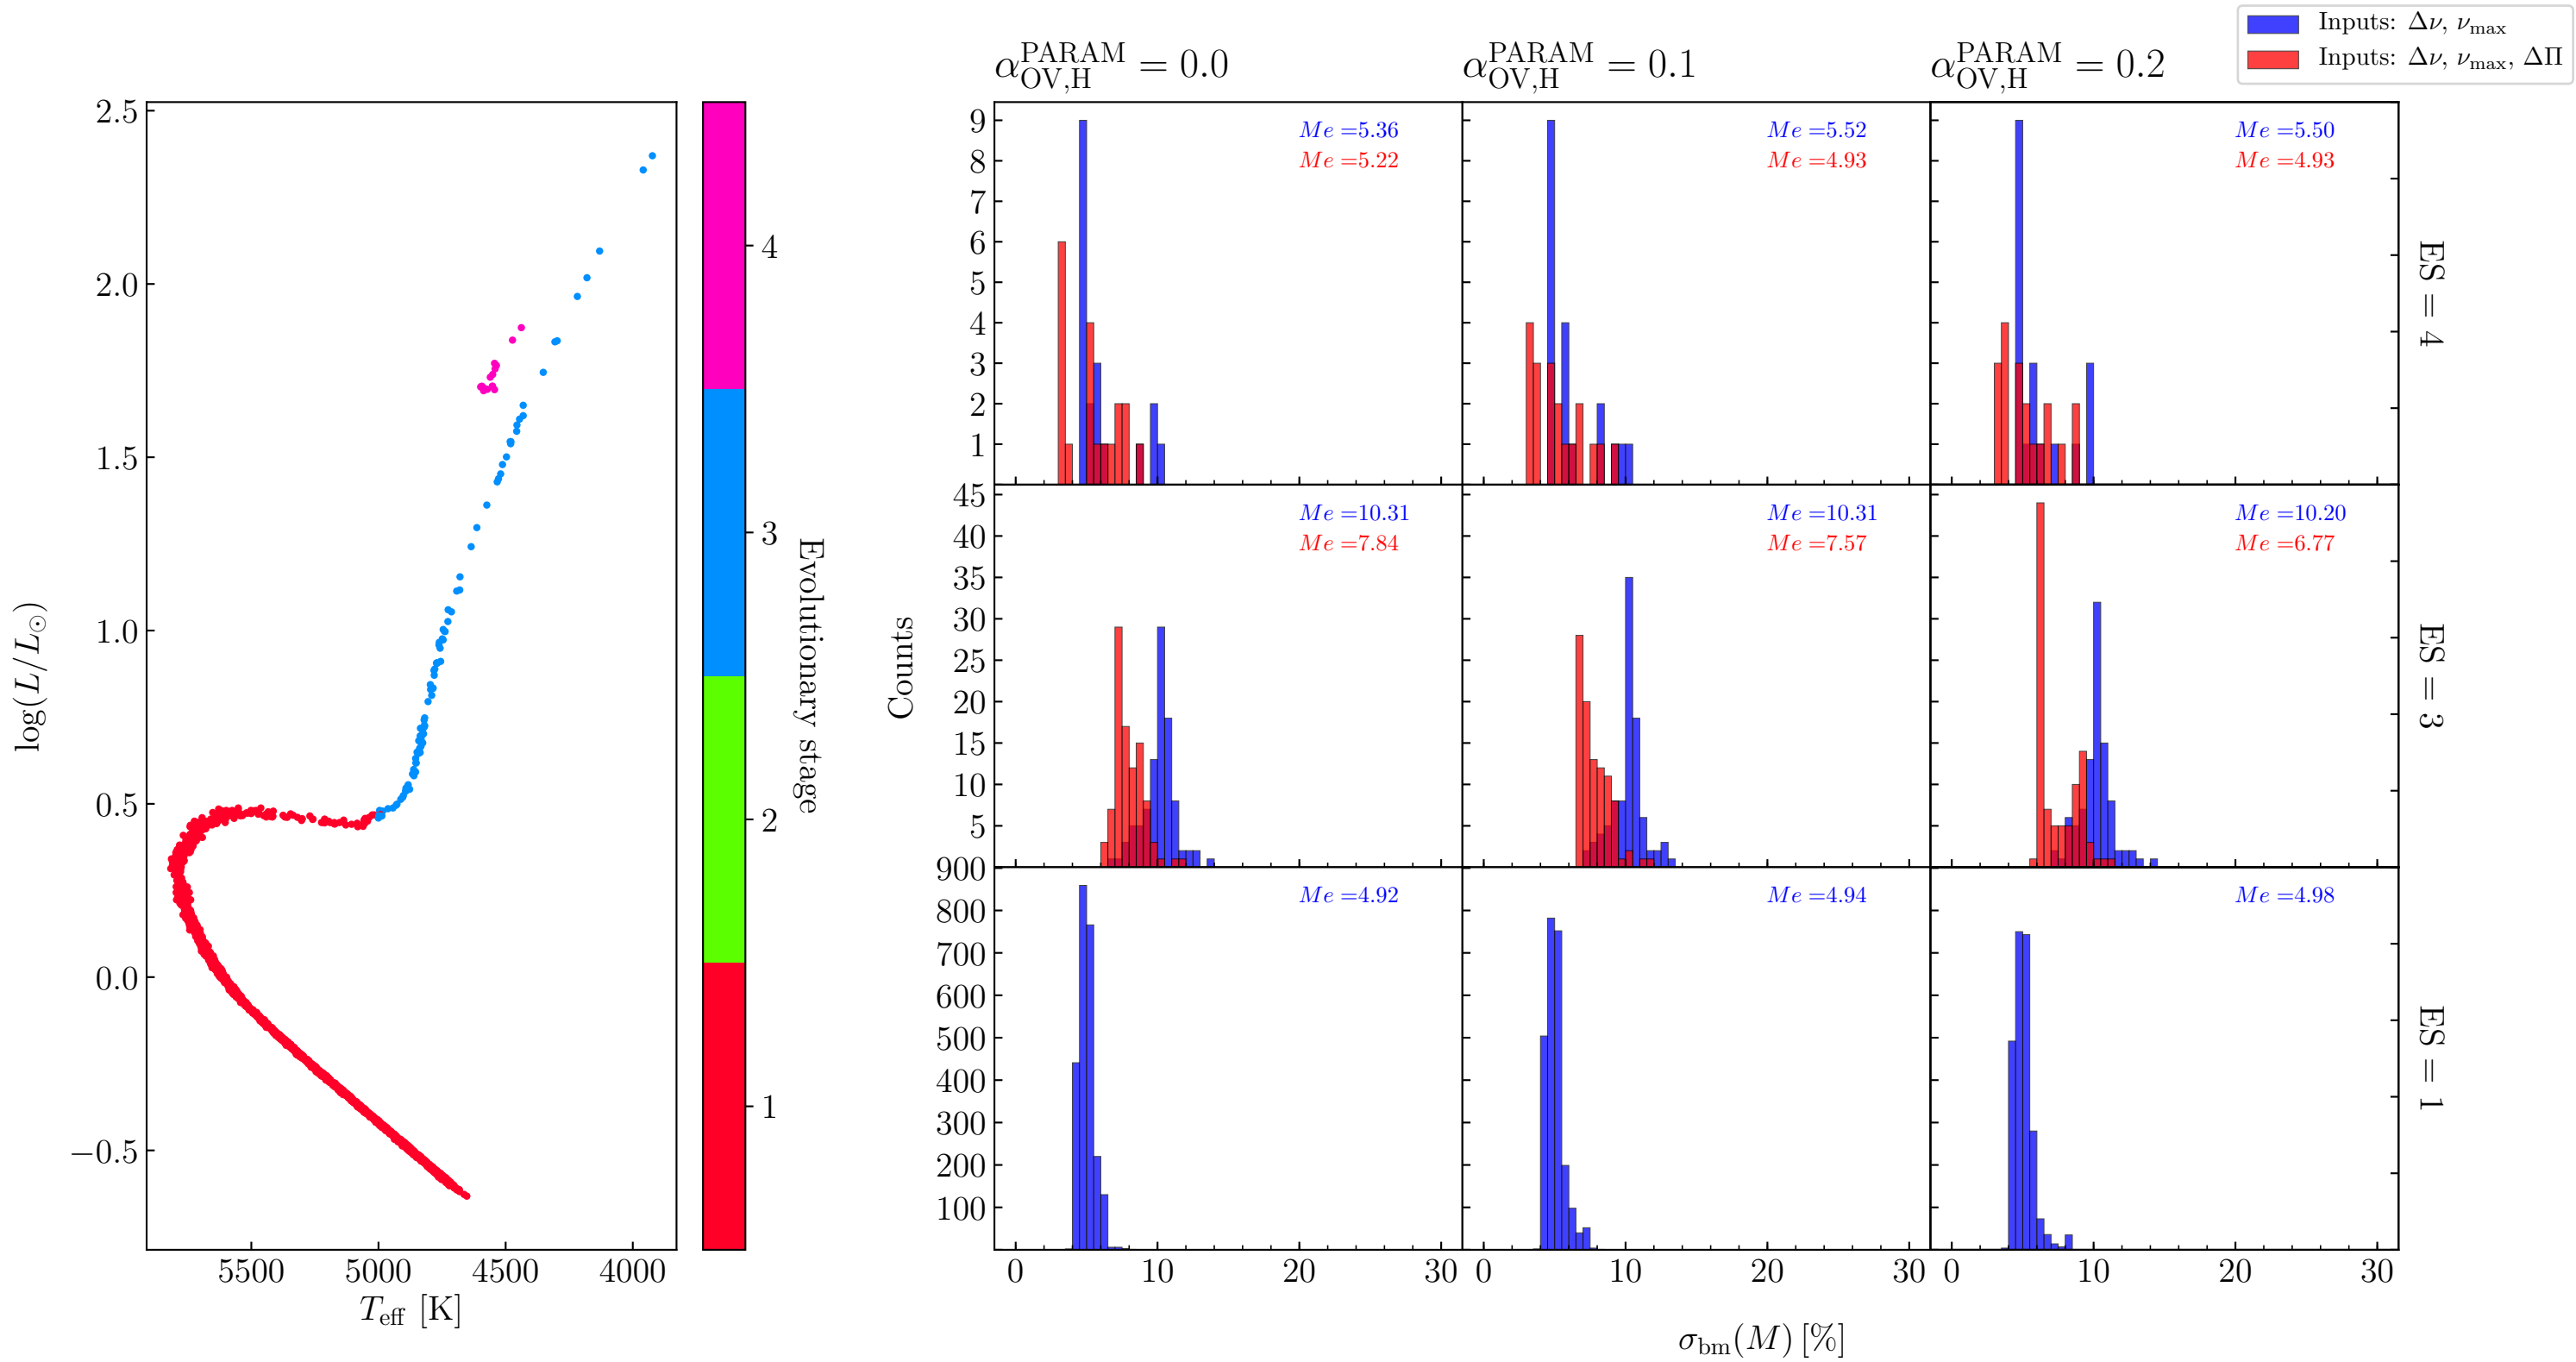 Inputs: Δν, ν_max
Inputs: Δν, ν_max, ΔΠ
α_OV,H^PARAM = 0.0
α_OV,H^PARAM = 0.1
α_OV,H^PARAM = 0.2
2.5
2.0
1.5
1.0
0.5
0.0
−0.5
log(L/L⊙)
5500 5000 4500 4000
T_eff [K]
4
3
2
1
Evolutionary stage
Counts
9
8
7
6
5
4
3
2
1
Me =5.36
Me =5.22
Me =5.52
Me =4.93
Me =5.50
Me =4.93
ES = 4
45
40
35
30
25
20
15
10
5
Me =10.31
Me =7.84
Me =10.31
Me =7.57
Me =10.20
Me =6.77
ES = 3
900
800
700
600
500
400
300
200
100
Me =4.92
Me =4.94
Me =4.98
ES = 1
0 10 20 30 0 10 20 30 0 10 20 30
σ_bm(M) [%]